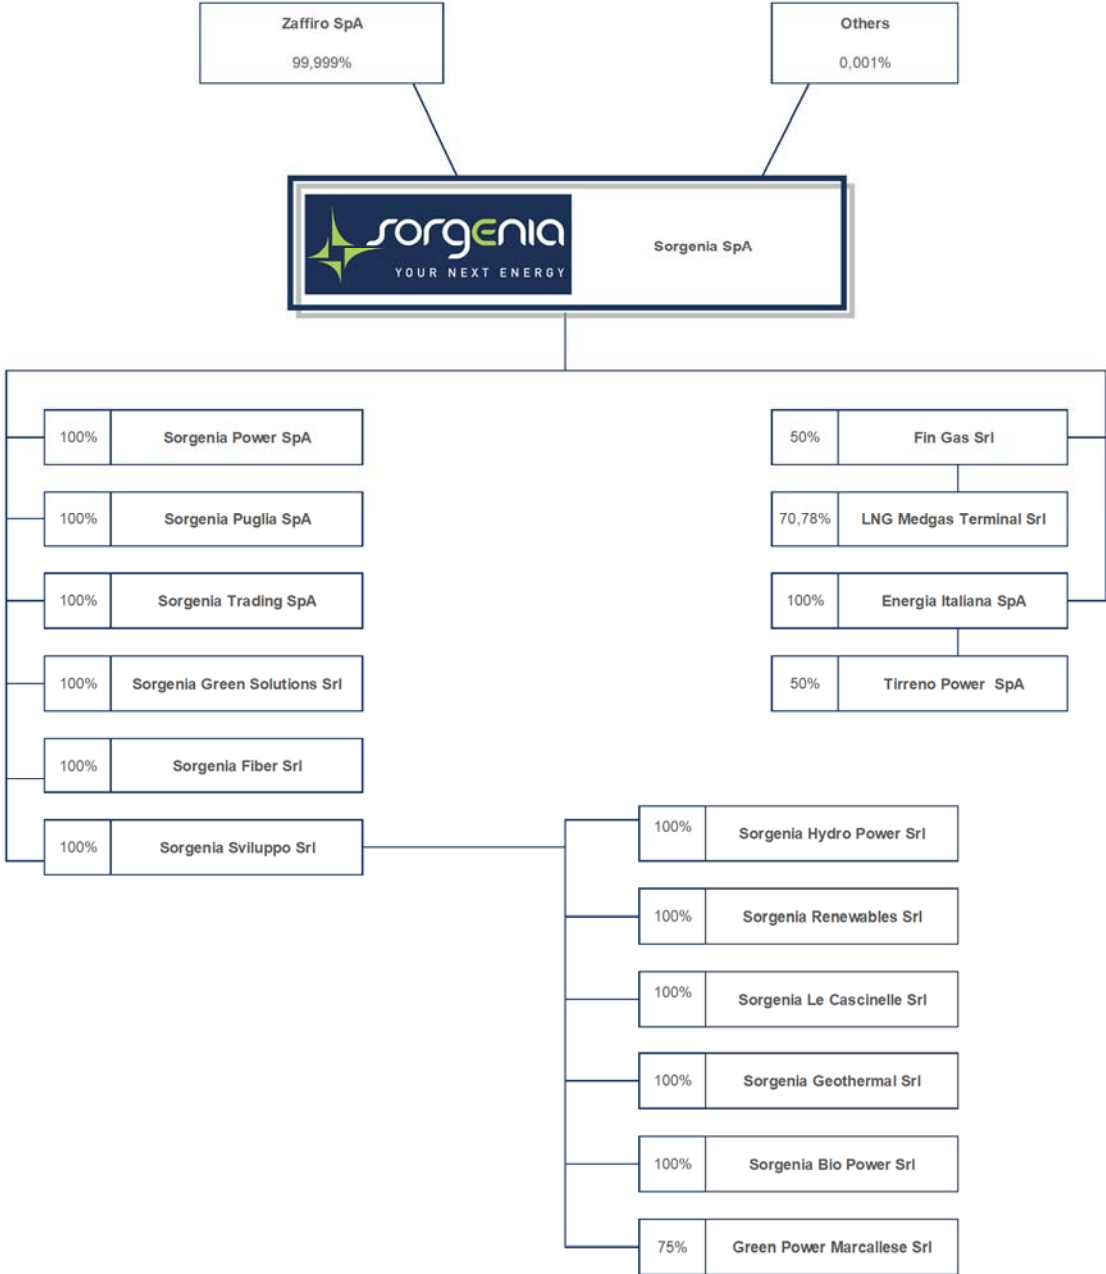 Zaffiro SpA
99,999%
Others
0,001%
sorgenia
YOUR NEXT ENERGY
Sorgenia SpA
100% Sorgenia Power SpA
100% Sorgenia Puglia SpA
100% Sorgenia Trading SpA
100% Sorgenia Green Solutions Srl
100% Sorgenia Fiber Srl
100% Sorgenia Sviluppo Srl
50% Fin Gas Srl
70,78% LNG Medgas Terminal Srl
100% Energia Italiana SpA
50% Tirreno Power SpA
100% Sorgenia Hydro Power Srl
100% Sorgenia Renewables Srl
100% Sorgenia Le Cascinelle Srl
100% Sorgenia Geothermal Srl
100% Sorgenia Bio Power Srl
75% Green Power Marcallese Srl